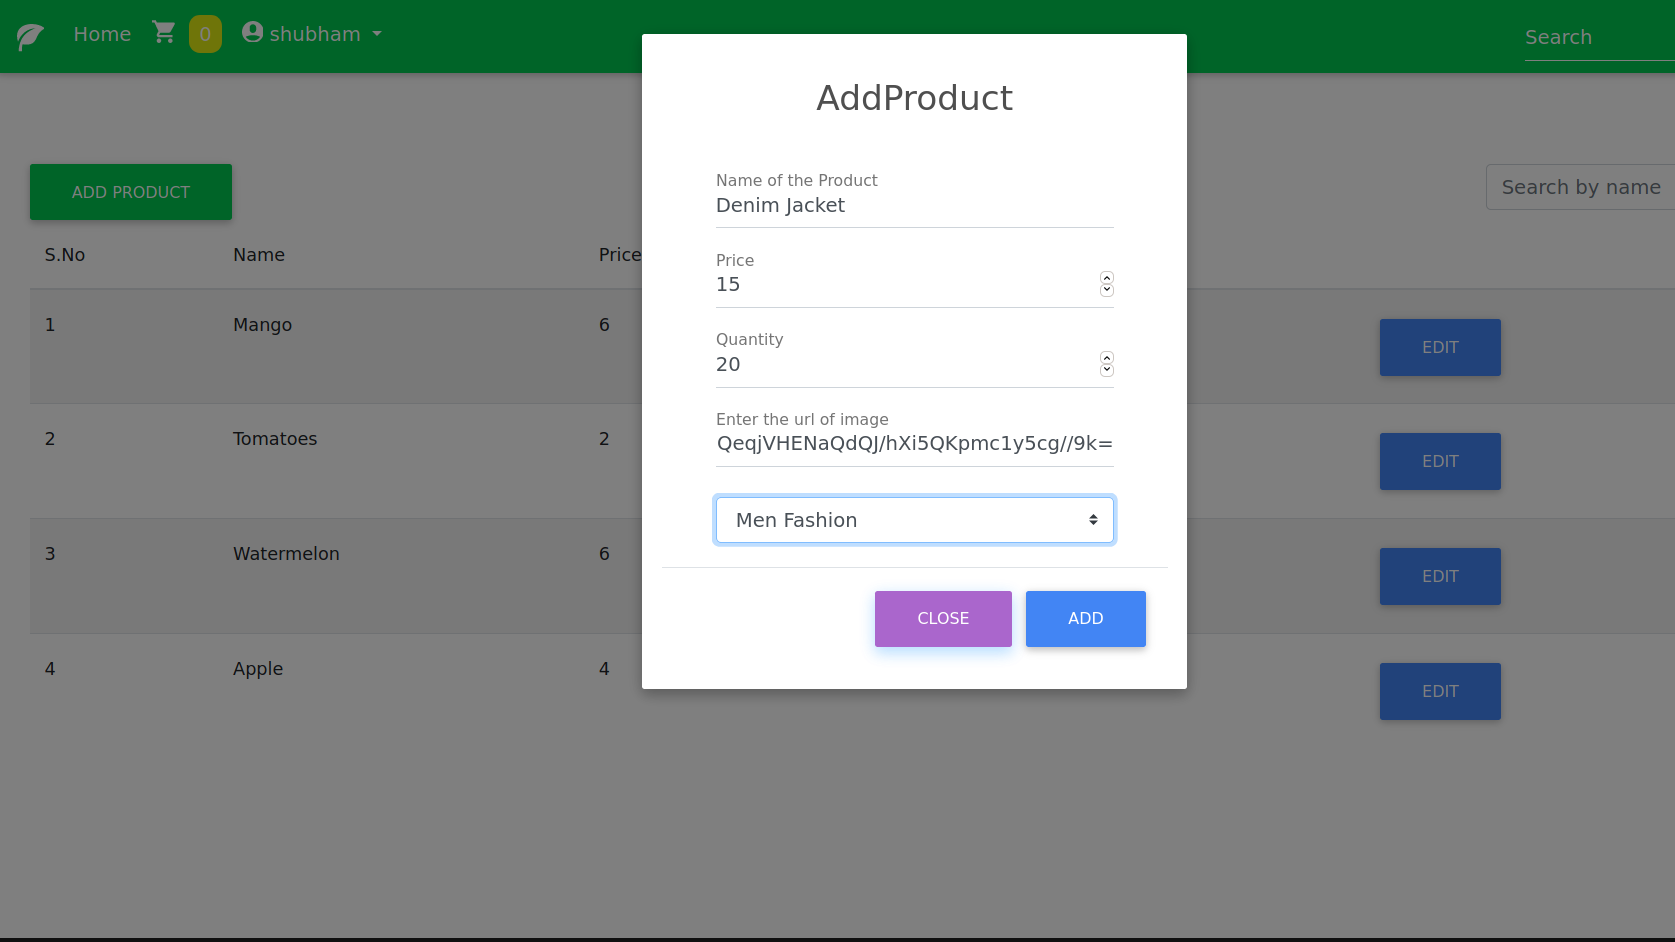 Home 0 shubham
Search
ADD PRODUCT
Search by name
S.No Name Price
1 Mango 6 EDIT
2 Tomatoes 2 EDIT
3 Watermelon 6 EDIT
4 Apple 4 EDIT
AddProduct
Name of the Product
Denim Jacket
Price
15
Quantity
20
Enter the url of image
QeqjVHENaQdQJ/hXi5QKpmc1y5cg//9k=
Men Fashion
CLOSE ADD